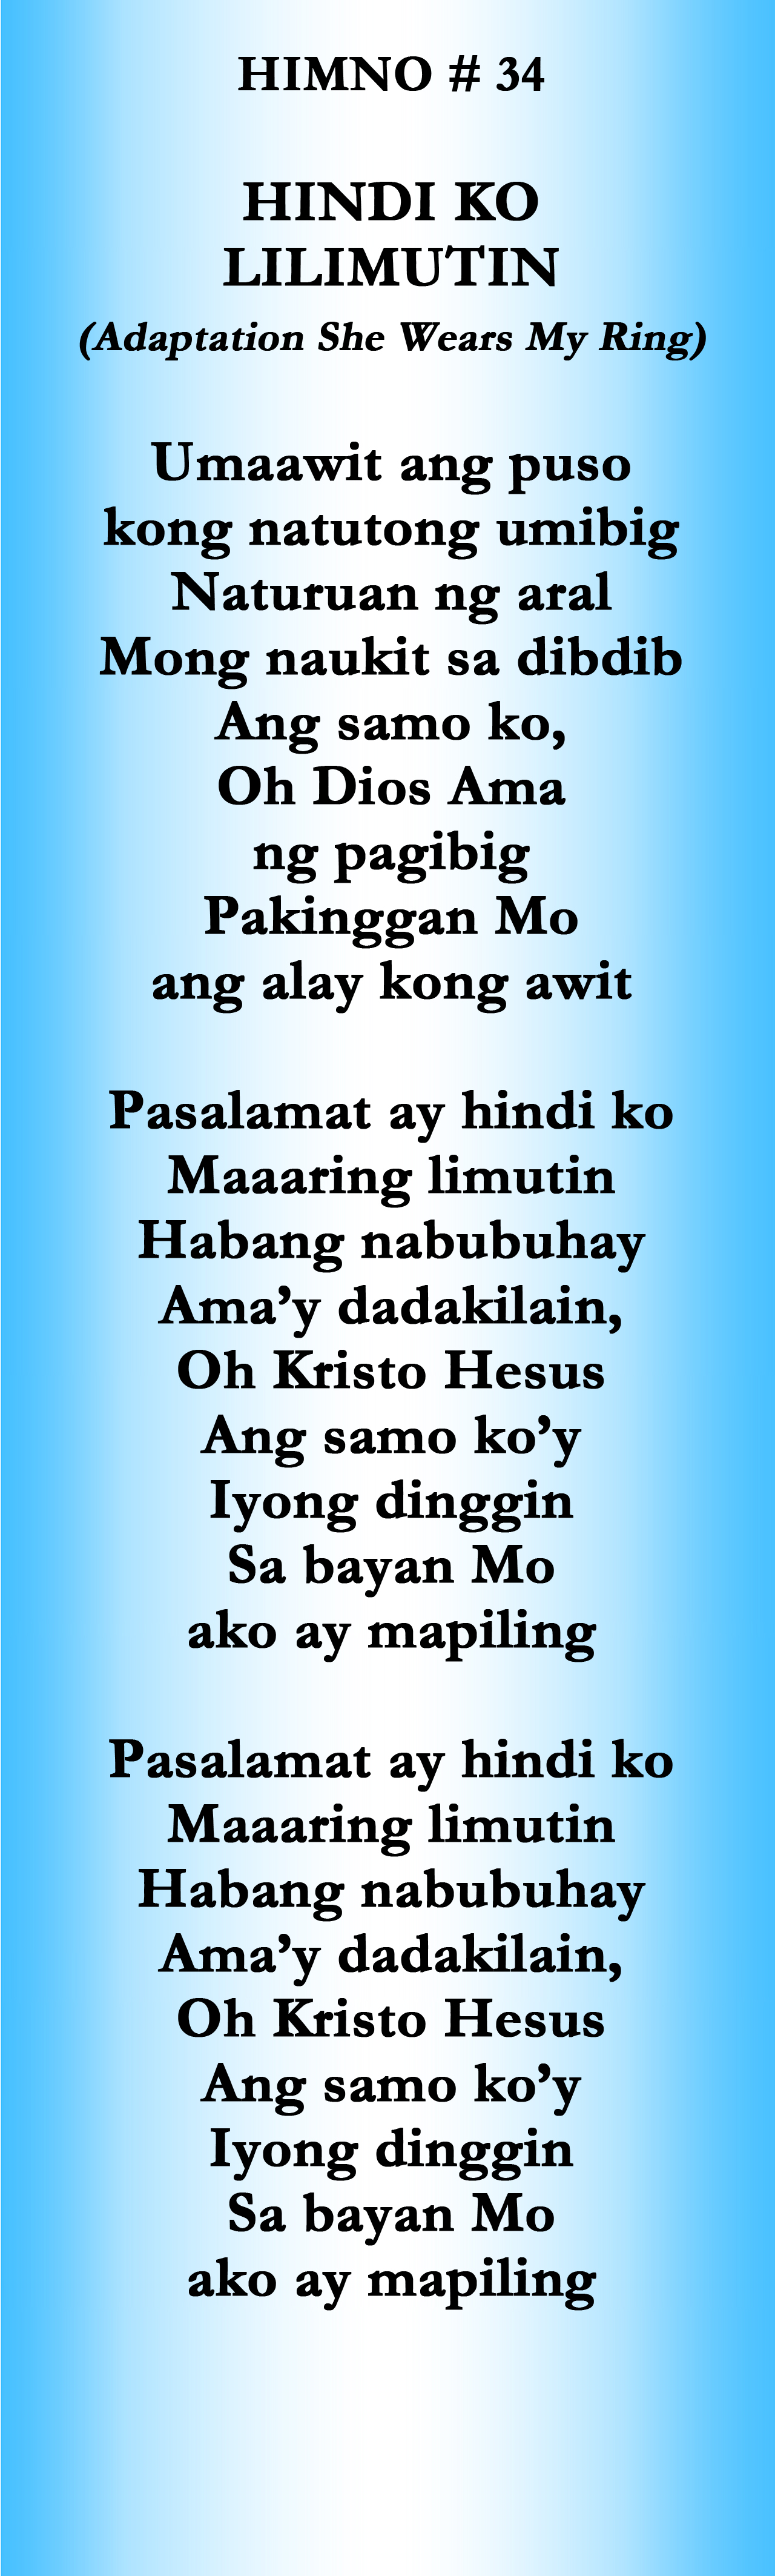 HIMNO # 34
HINDI KO
LILIMUTIN
(Adaptation She Wears My Ring)
Umaawit ang puso
kong natutong umibig
Naturuan ng aral
Mong naukit sa dibdib
Ang samo ko,
Oh Dios Ama
ng pagibig
Pakinggan Mo
ang alay kong awit
Pasalamat ay hindi ko
Maaaring limutin
Habang nabubuhay
Ama’y dadakilain,
Oh Kristo Hesus
Ang samo ko’y
Iyong dinggin
Sa bayan Mo
ako ay mapiling
Pasalamat ay hindi ko
Maaaring limutin
Habang nabubuhay
Ama’y dadakilain,
Oh Kristo Hesus
Ang samo ko’y
Iyong dinggin
Sa bayan Mo
ako ay mapiling